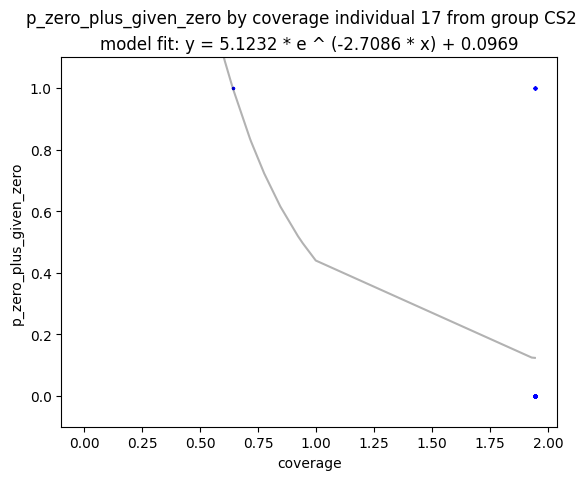 p_zero_plus_given_zero by coverage individual 17 from group CS2
model fit: y = 5.1232 * e ^ (-2.7086 * x) + 0.0969
1.0
0.8
0.6
0.4
0.2
0.0
p_zero_plus_given_zero
0.00 0.25 0.50 0.75 1.00 1.25 1.50 1.75 2.00
coverage